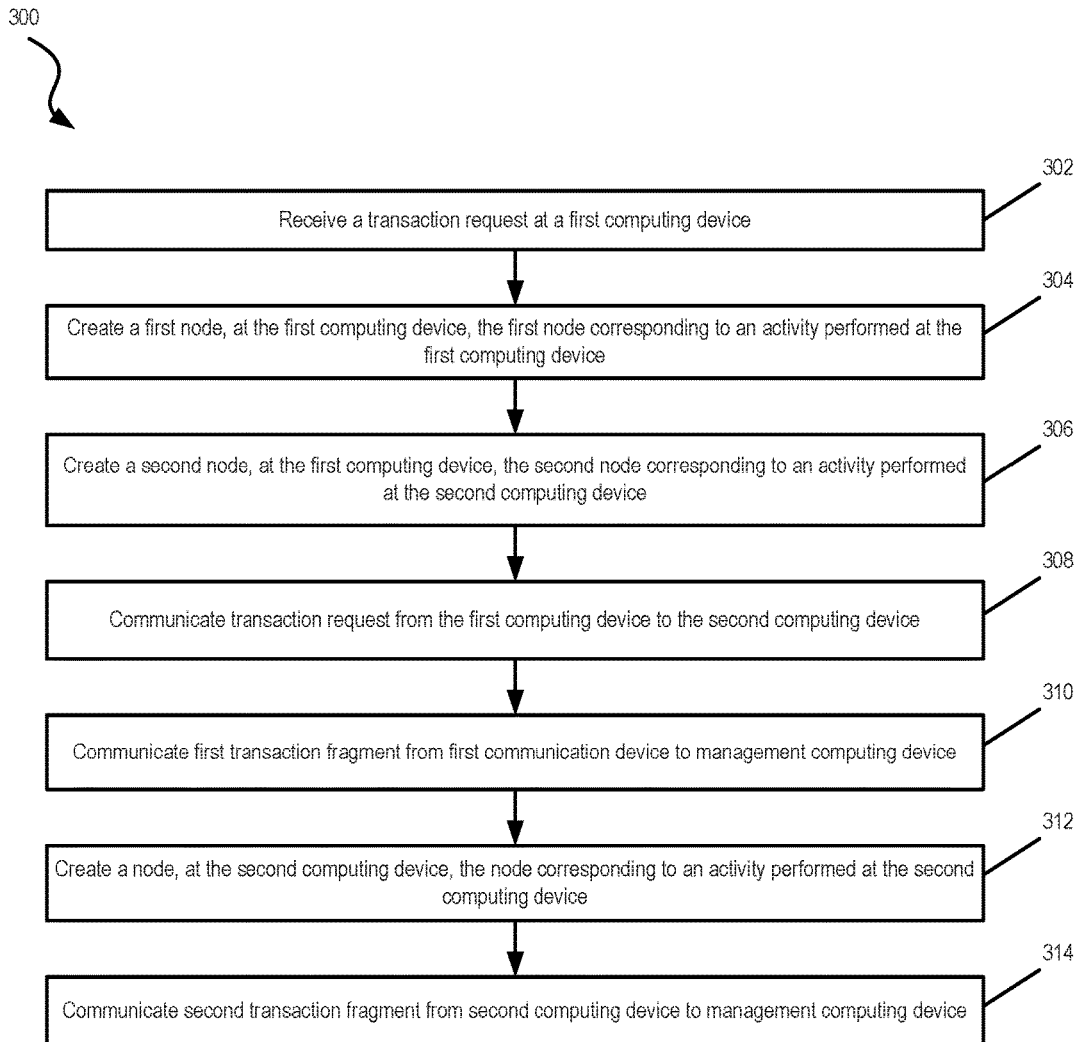 300
302
Receive a transaction request at a first computing device
304
Create a first node, at the first computing device, the first node corresponding to an activity performed at the
first computing device
306
Create a second node, at the first computing device, the second node corresponding to an activity performed
at the second computing device
308
Communicate transaction request from the first computing device to the second computing device
310
Communicate first transaction fragment from first communication device to management computing device
312
Create a node, at the second computing device, the node corresponding to an activity performed at the second
computing device
314
Communicate second transaction fragment from second computing device to management computing device